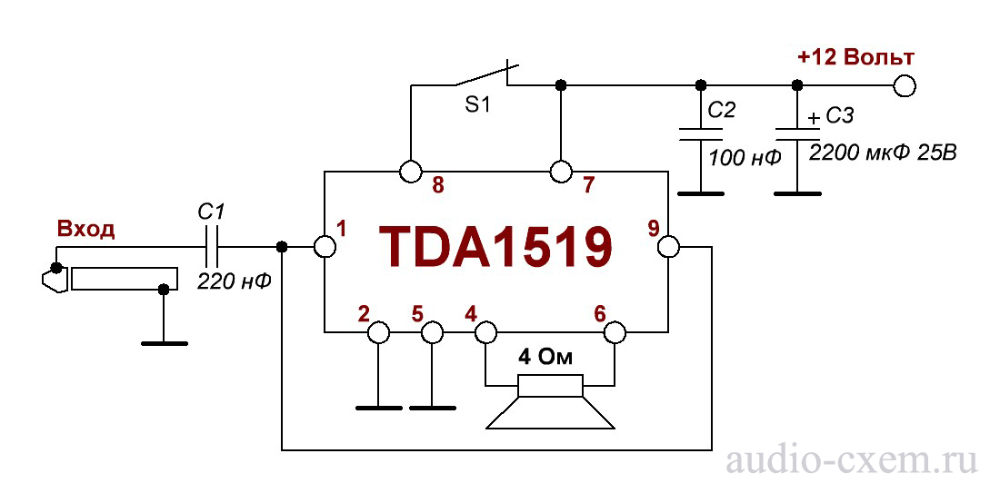 +12 Вольт
S1
C2
100 нФ
+ C3
2200 мкФ 25В
8
7
Вход
C1
220 нФ
1
TDA1519
9
2
5
4
6
4 Ом
audio-cxem.ru